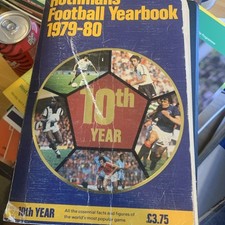 Rothmans
Football Yearbook
1979-80
10th
YEAR
10th YEAR
All the essential facts and figures of
the world's most popular game.
£3.75